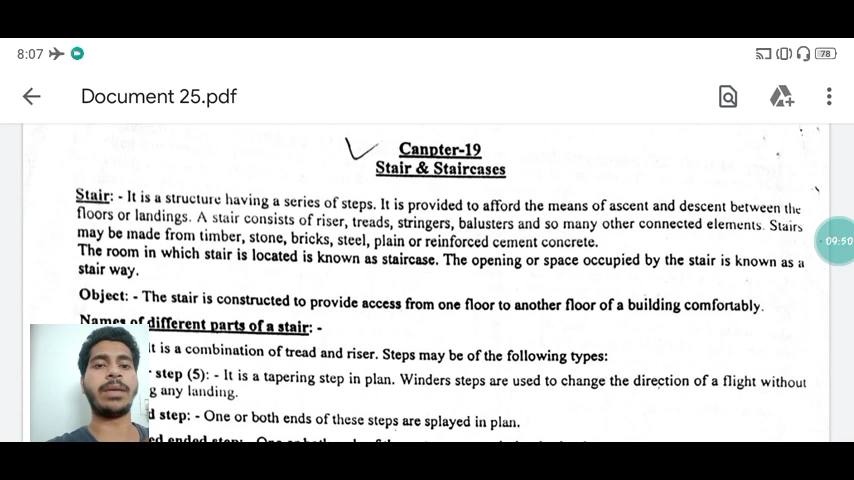 8:07
78
Document 25.pdf
Canpter-19
Stair & Staircases
Stair: - It is a structure having a series of steps. It is provided to afford the means of ascent and descent between the
floors or landings. A stair consists of riser, treads, stringers, balusters and so many other connected elements. Stairs
may be made from timber, stone, bricks, steel, plain or reinforced cement concrete.
The room in which stair is located is known as staircase. The opening or space occupied by the stair is known as a
stair way.
09:50
Object: - The stair is constructed to provide access from one floor to another floor of a building comfortably.
Names of different parts of a stair: -
It is a combination of tread and riser. Steps may be of the following types:
step (5): - It is a tapering step in plan. Winders steps are used to change the direction of a flight without
g any landing.
d step: - One or both ends of these steps are splayed in plan.